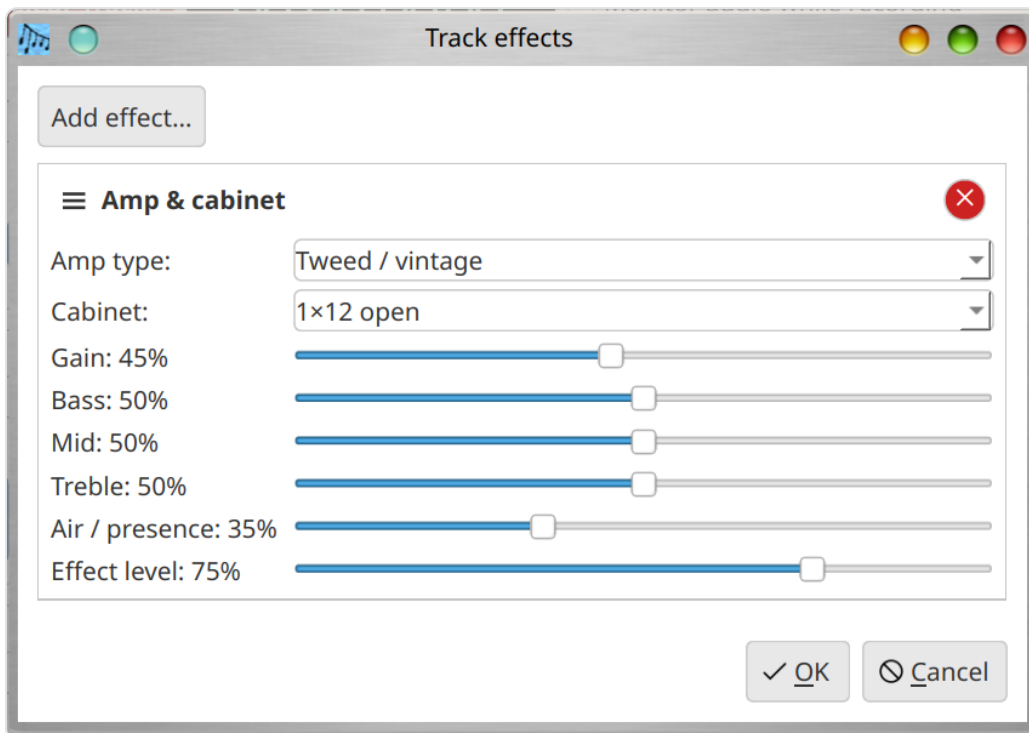 Track effects
Add effect...
Amp & cabinet
Amp type:
Tweed / vintage
Cabinet:
1×12 open
Gain: 45%
Bass: 50%
Mid: 50%
Treble: 50%
Air / presence: 35%
Effect level: 75%
OK
Cancel